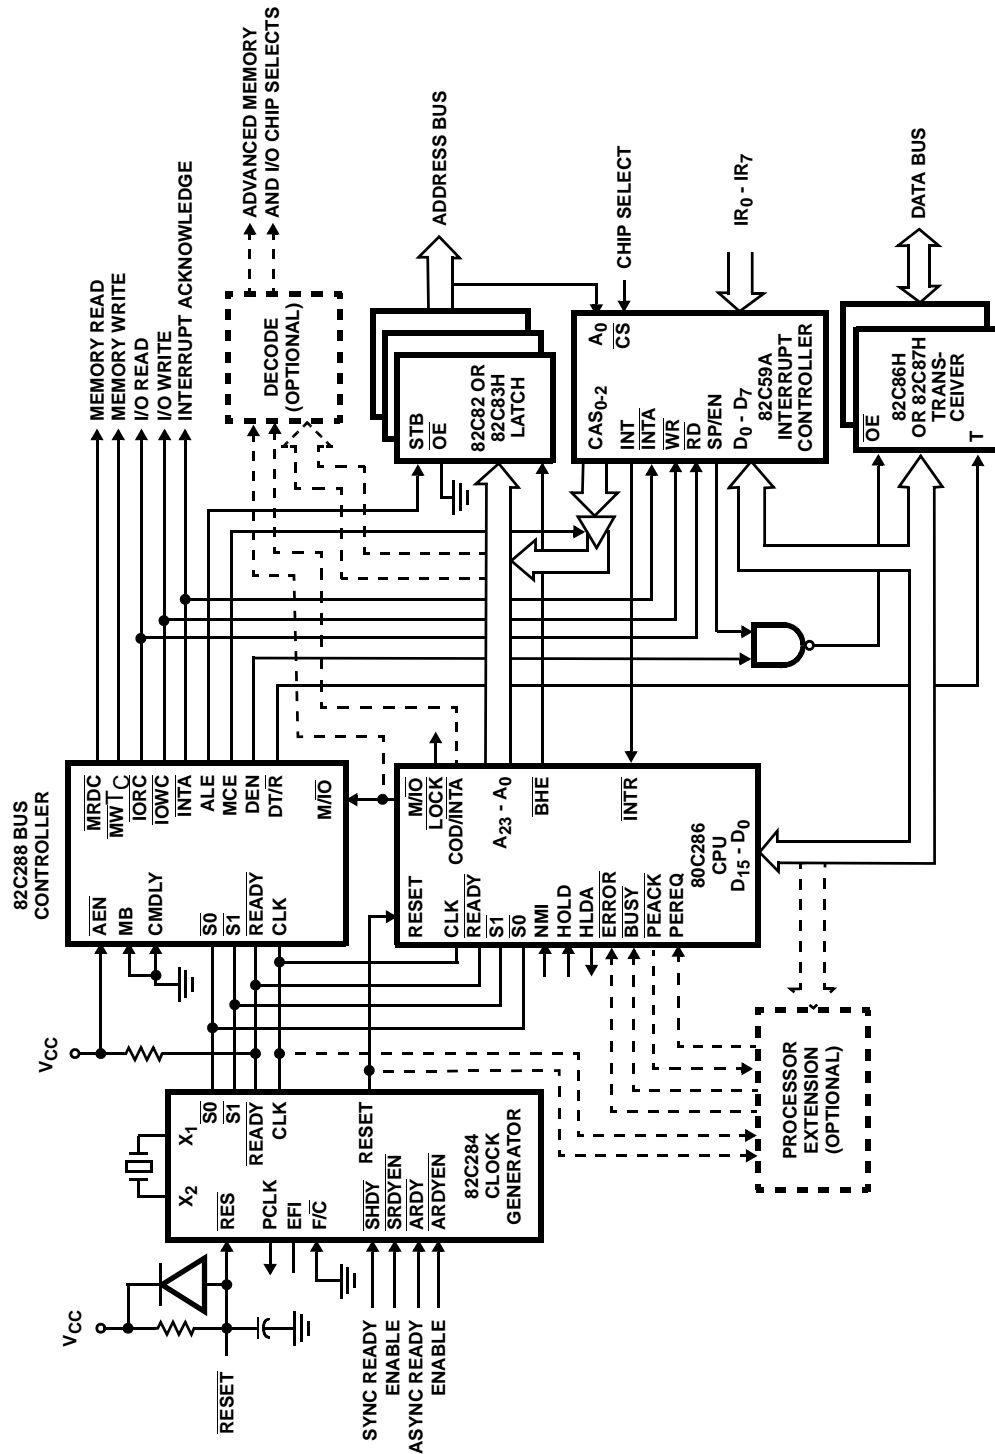 VCC
RESET
X2
X1
RES
PCLK
EFI
F/C
SHDY
SRDYEN
ARDY
ARDYEN
S0
S1
READY
CLK
RESET
82C284
CLOCK
GENERATOR
SYNC READY
ENABLE
ASYNC READY
ENABLE
VCC
82C288 BUS
CONTROLLER
AEN
MB
CMDLY
S0
S1
READY
CLK
MRDC
MWTC
IORC
IOWC
INTA
ALE
MCE
DEN
DT/R
M/IO
MEMORY READ
MEMORY WRITE
I/O READ
I/O WRITE
INTERRUPT ACKNOWLEDGE
DECODE
(OPTIONAL)
ADVANCED MEMORY
AND I/O CHIP SELECTS
RESET
CLK
READY
S1
S0
NMI
HOLD
HLDA
ERROR
BUSY
PEACK
PEREQ
M/IO
LOCK
COD/INTA
A23 - A0
BHE
INTR
80C286
CPU
D15 - D0
PROCESSOR
EXTENSION
(OPTIONAL)
STB
OE
82C82 OR
82C83H
LATCH
ADDRESS BUS
A0
CS
CHIP SELECT
CAS0-2
INT
INTA
WR
RD
SP/EN
D0 - D7
82C59A
INTERRUPT
CONTROLLER
IR0 - IR7
OE
82C86H
OR 82C87H
TRANS-
CEIVER
T
DATA BUS